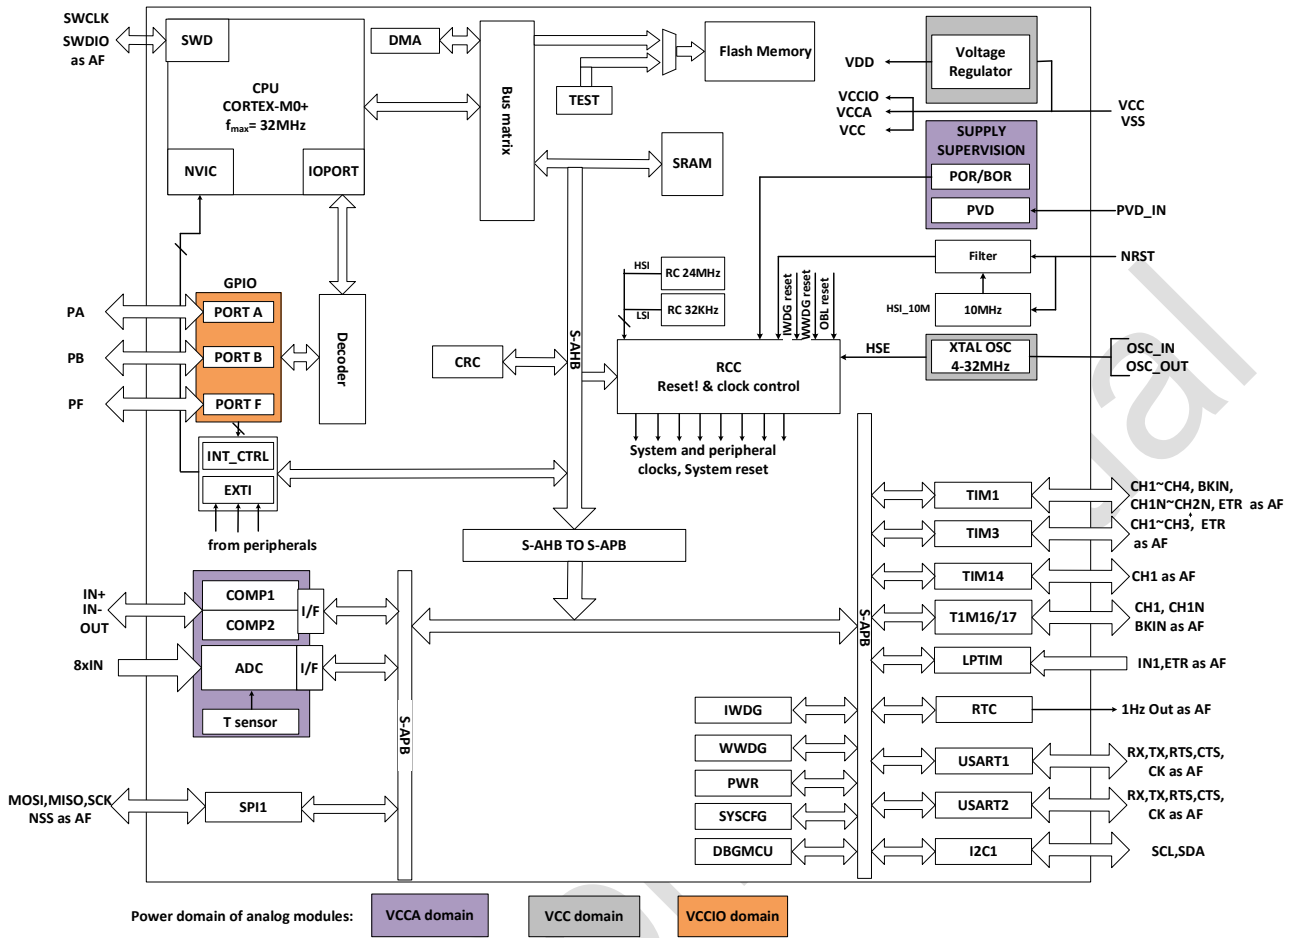 SWCLK
SWDIO
as AF
SWD
CPU
CORTEX-M0+
fmax= 32MHz
NVIC
IOPORT
DMA
Bus matrix
Flash Memory
TEST
SRAM
VDD
Voltage
Regulator
VCCIO
VCCA
VCC
VCC
VSS
SUPPLY
SUPERVISION
POR/BOR
PVD
PVD_IN
Filter
NRST
HSI_10M
10MHz
HSI
RC 24MHz
LSI
RC 32KHz
IWDG reset
WWDG reset
OBL reset
HSE
XTAL OSC
4-32MHz
OSC_IN
OSC_OUT
RCC
Reset! & clock control
System and peripheral
clocks, System reset
GPIO
PA
PORT A
PB
PORT B
PF
PORT F
Decoder
CRC
S-AHB
INT_CTRL
EXTI
from peripherals
S-AHB TO S-APB
IN+
IN-
OUT
COMP1
COMP2
I/F
8xIN
ADC
I/F
T sensor
S-APB
MOSI,MISO,SCK
NSS as AF
SPI1
S-APB
IWDG
WWDG
PWR
SYSCFG
DBGMCU
TIM1
CH1~CH4, BKIN,
CH1N~CH2N, ETR as AF
TIM3
CH1~CH3, ETR
as AF
TIM14
CH1 as AF
T1M16/17
CH1, CH1N
BKIN as AF
LPTIM
IN1,ETR as AF
RTC
1Hz Out as AF
USART1
RX,TX,RTS,CTS,
CK as AF
USART2
RX,TX,RTS,CTS,
CK as AF
I2C1
SCL,SDA
Power domain of analog modules:
VCCA domain
VCC domain
VCCIO domain